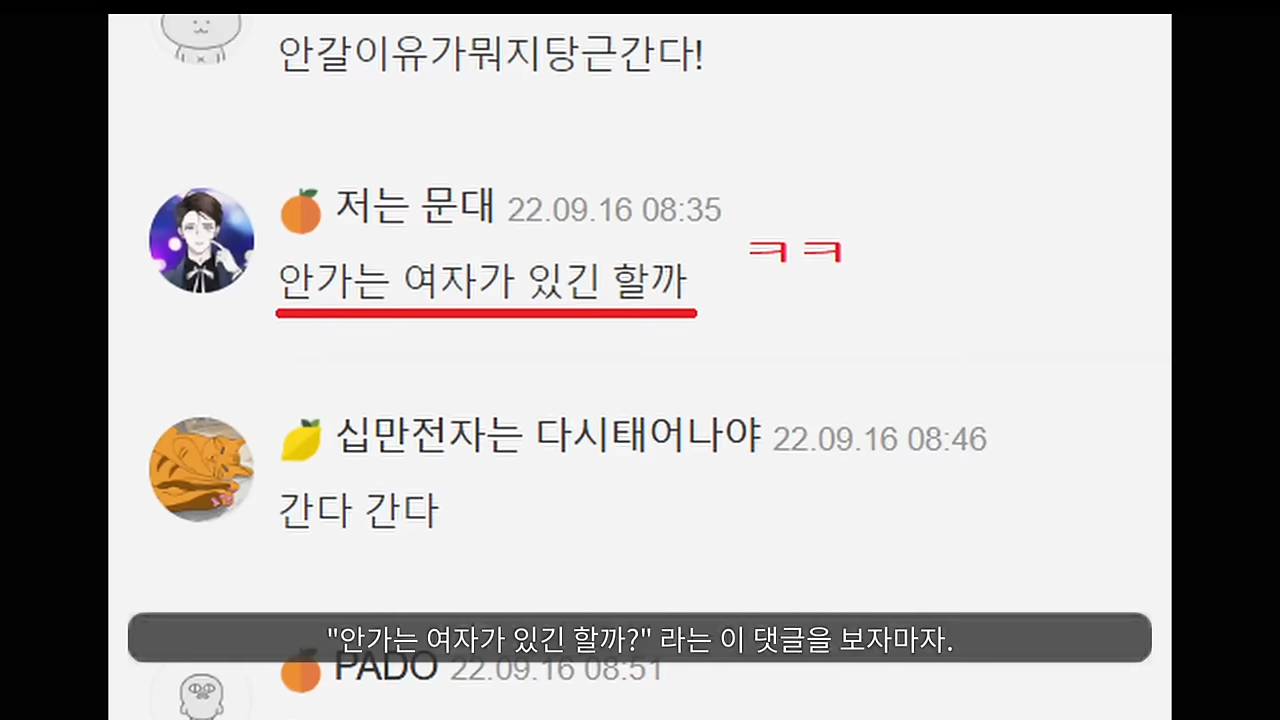 안갈이유가뭐지당근간다!
저는 문대 22.09.16 08:35
ㅋㅋ
안가는 여자가 있긴 할까
십만전자는 다시태어나야 22.09.16 08:46
간다 간다
"안가는 여자가 있긴 할까?" 라는 이 댓글을 보자마자.
PADO 22.09.16 08:51